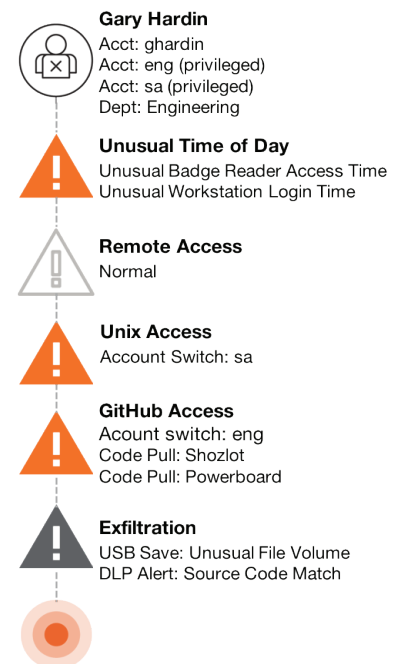 Gary Hardin
Acct: ghardin
Acct: eng (privileged)
Acct: sa (privileged)
Dept: Engineering
Unusual Time of Day
Unusual Badge Reader Access Time
Unusual Workstation Login Time
Remote Access
Normal
Unix Access
Account Switch: sa
GitHub Access
Acount switch: eng
Code Pull: Shozlot
Code Pull: Powerboard
Exfiltration
USB Save: Unusual File Volume
DLP Alert: Source Code Match